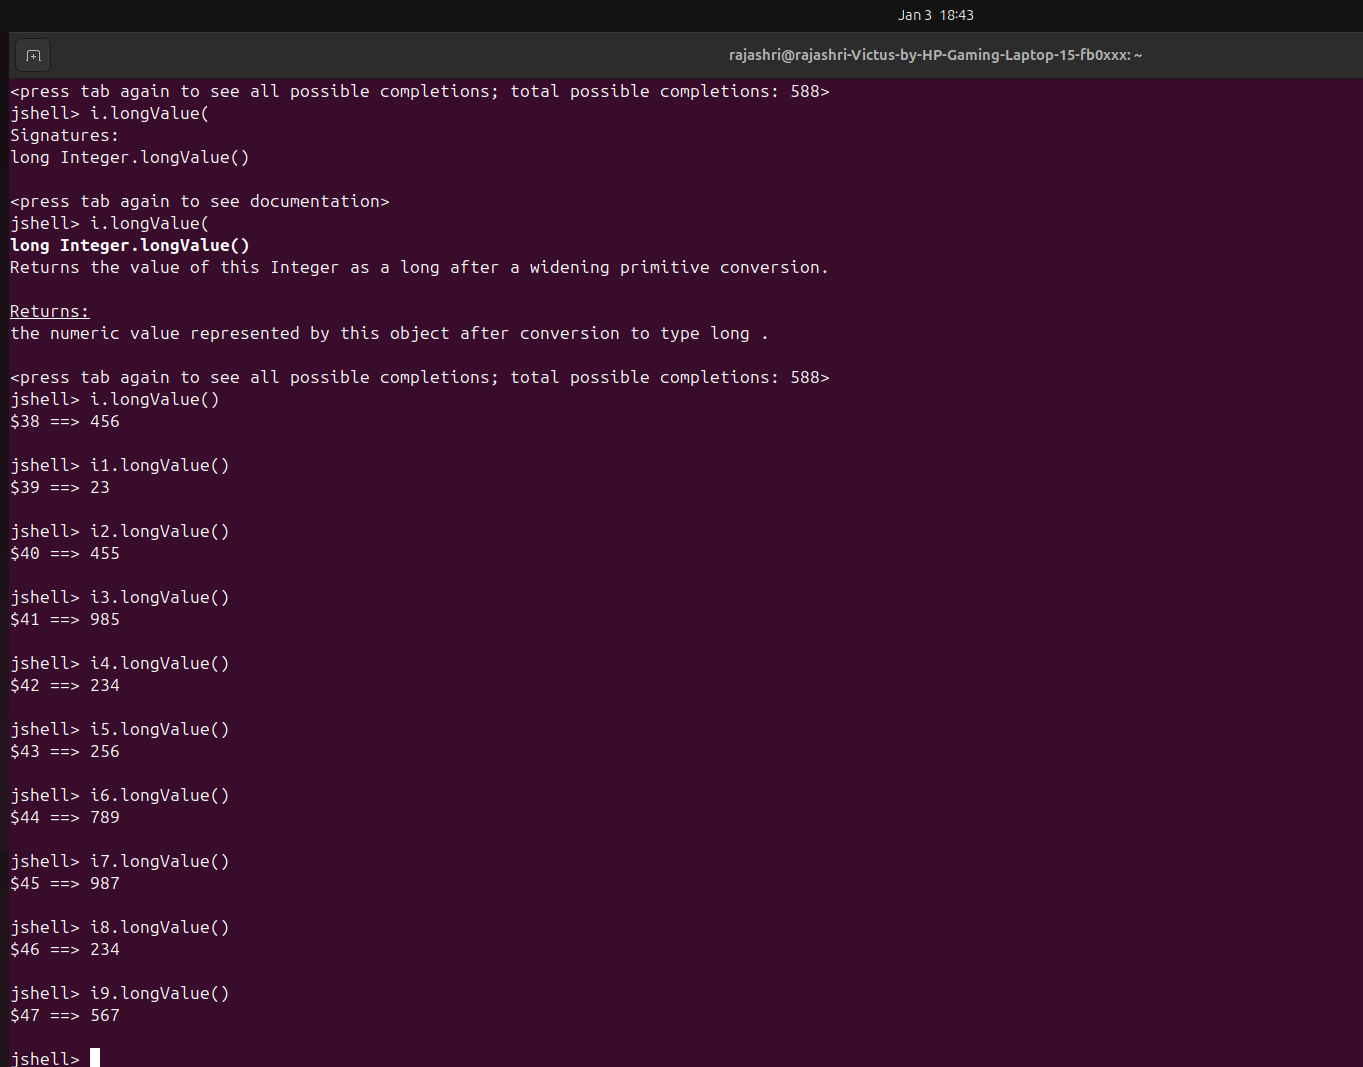 Jan 3 18:43
rajashri@rajashri-Victus-by-HP-Gaming-Laptop-15-fb0xxx: ~
<press tab again to see all possible completions; total possible completions: 588>
jshell> i.longValue(
Signatures:
long Integer.longValue()
<press tab again to see documentation>
jshell> i.longValue(
long Integer.longValue()
Returns the value of this Integer as a long after a widening primitive conversion.
Returns:
the numeric value represented by this object after conversion to type long .
<press tab again to see all possible completions; total possible completions: 588>
jshell> i.longValue()
$38 ==> 456
jshell> i1.longValue()
$39 ==> 23
jshell> i2.longValue()
$40 ==> 455
jshell> i3.longValue()
$41 ==> 985
jshell> i4.longValue()
$42 ==> 234
jshell> i5.longValue()
$43 ==> 256
jshell> i6.longValue()
$44 ==> 789
jshell> i7.longValue()
$45 ==> 987
jshell> i8.longValue()
$46 ==> 234
jshell> i9.longValue()
$47 ==> 567
jshell>